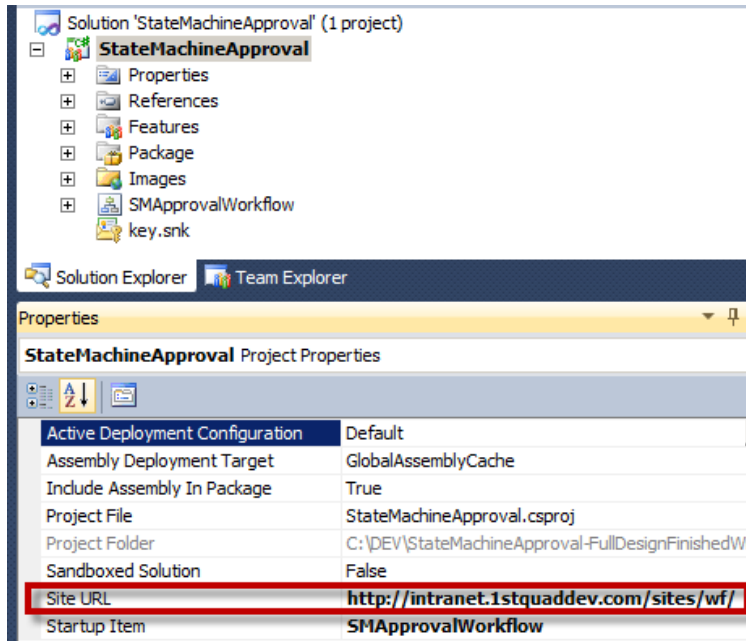 Solution 'StateMachineApproval' (1 project)
StateMachineApproval
Properties
References
Features
Package
Images
SMApprovalWorkflow
key.snk
Solution Explorer Team Explorer
Properties
StateMachineApproval Project Properties
Active Deployment Configuration Default
Assembly Deployment Target GlobalAssemblyCache
Include Assembly In Package True
Project File StateMachineApproval.csproj
Project Folder C:\DEV\StateMachineApproval-FullDesignFinishedW
Sandboxed Solution False
Site URL http://intranet.1stquaddev.com/sites/wf/
Startup Item SMApprovalWorkflow